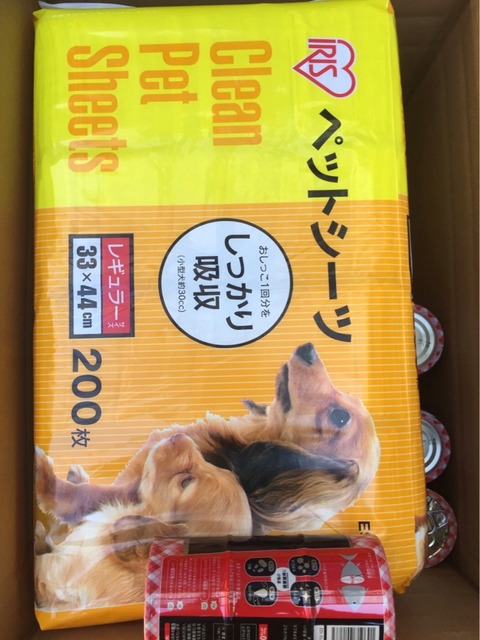 IRIS
ペットシーツ
Clean
Pet
Sheets
おしっこ1回分を
しっかり
吸収
(小型犬約30cc)
レギュラーサイズ
33×44cm
200枚